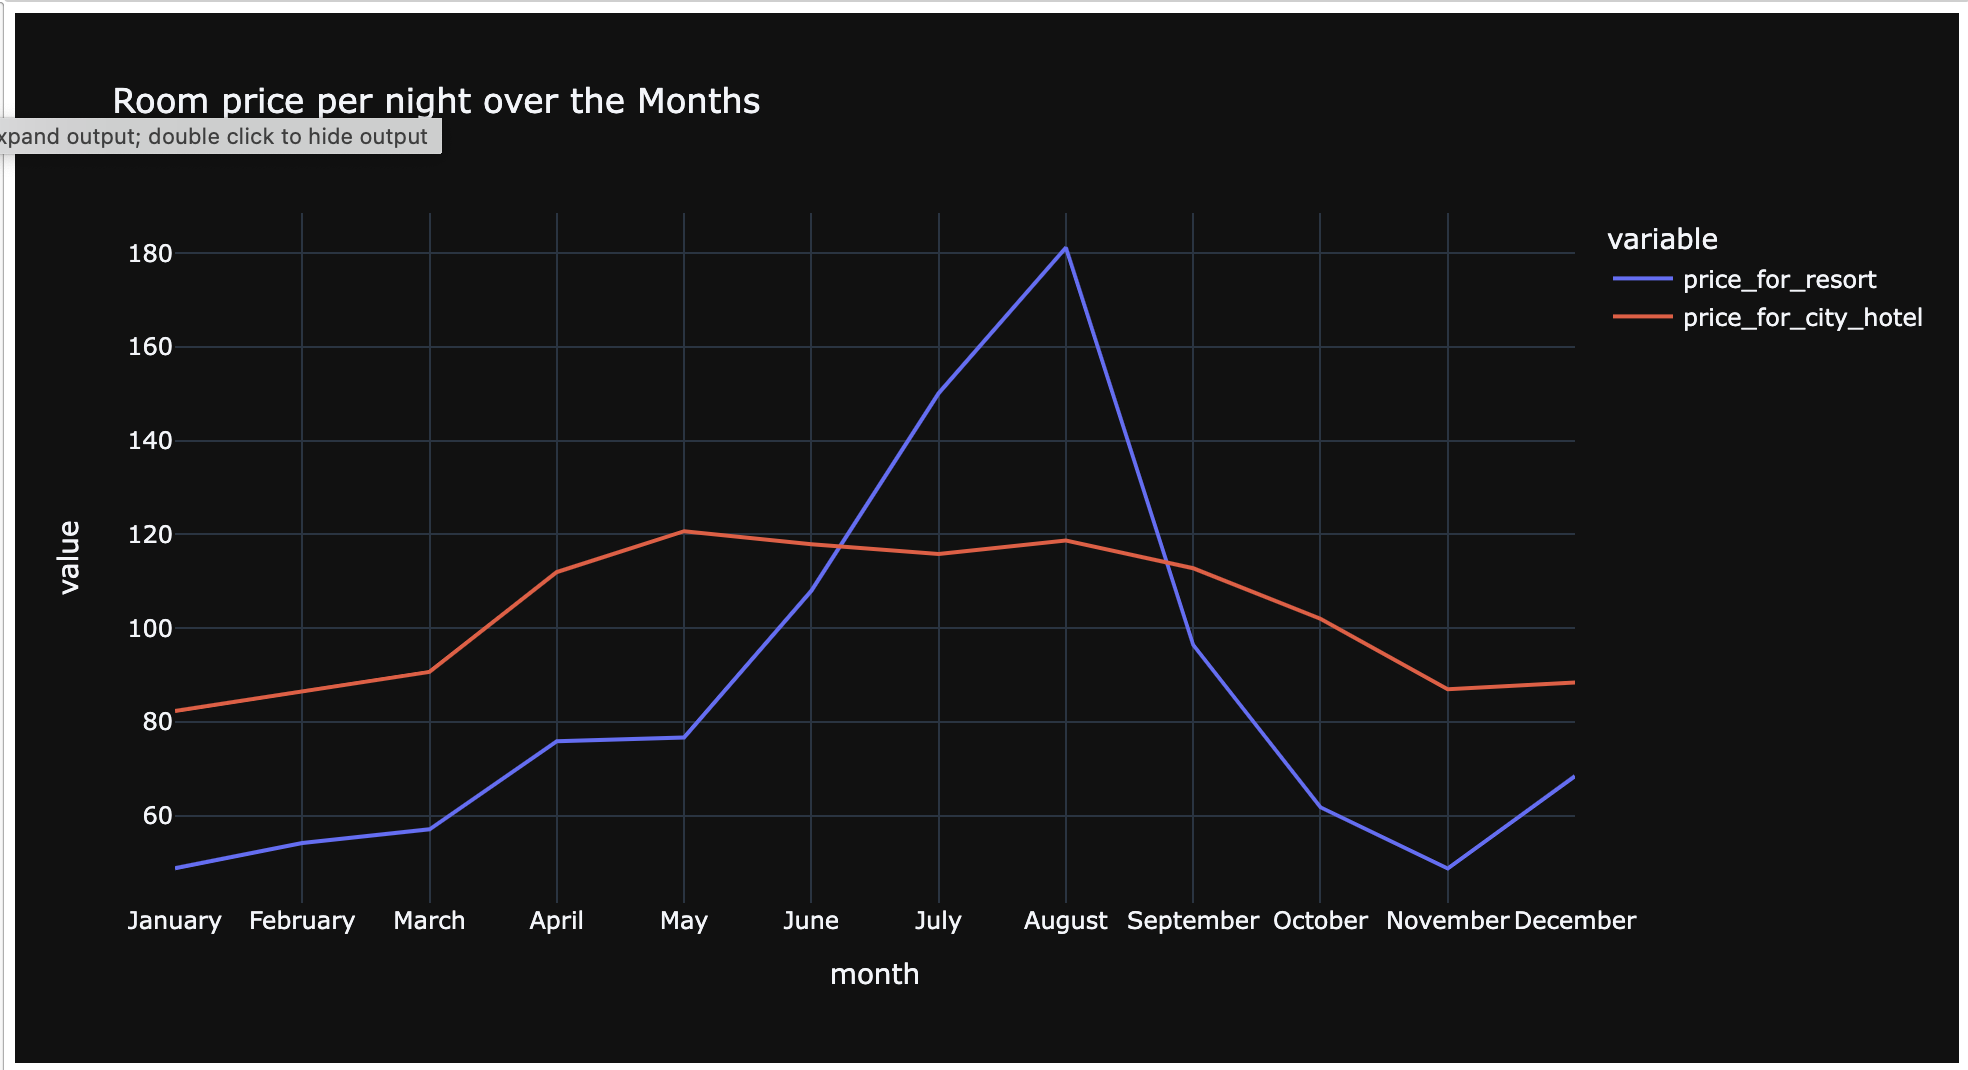 Room price per night over the Months
xpand output; double click to hide output
variable
price_for_resort
price_for_city_hotel
180
160
140
120
100
80
60
value
January February March April May June July August September October November December
month